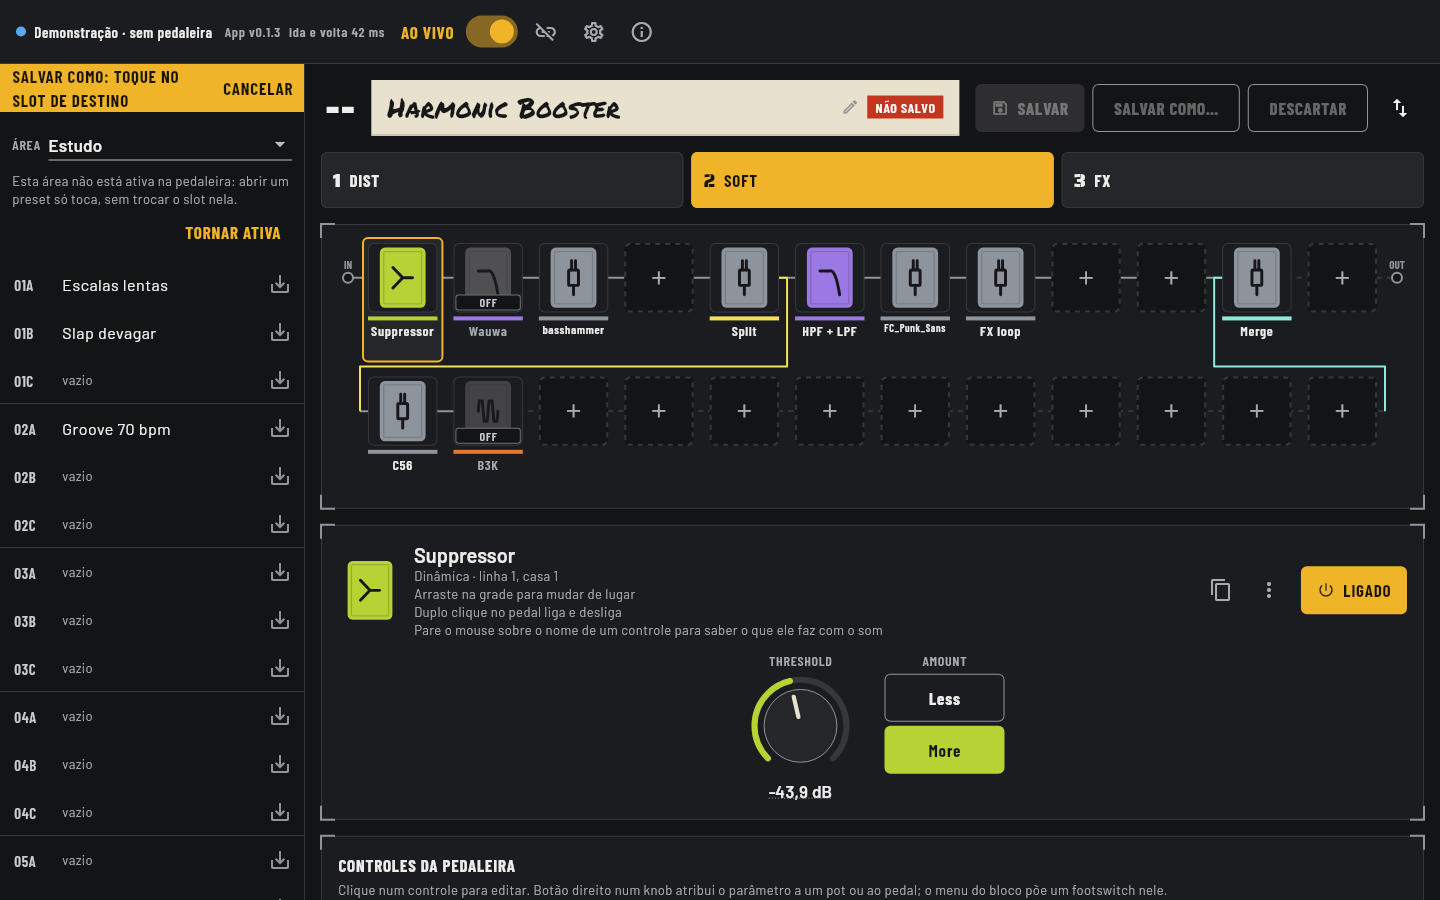 Demonstração · sem pedaleira App v0.1.3 Ida e volta 42 ms AO VIVO
SALVAR COMO: TOQUE NO
SLOT DE DESTINO
CANCELAR
ÁREA Estudo
Esta área não está ativa na pedaleira: abrir um
preset só toca, sem trocar o slot nela.
TORNAR ATIVA
01A Escalas lentas
01B Slap devagar
01C vazio
02A Groove 70 bpm
02B vazio
02C vazio
03A vazio
03B vazio
03C vazio
04A vazio
04B vazio
04C vazio
05A vazio
-- Harmonic Booster NÃO SALVO SALVAR SALVAR COMO... DESCARTAR
1 DIST
2 SOFT
3 FX
IN
OUT
OFF
Suppressor Wauwa basshammer Split HPF + LPF FC_Punk_Sans FX loop Merge
OFF
C56 B3K
Suppressor
Dinâmica · linha 1, casa 1
Arraste na grade para mudar de lugar
Duplo clique no pedal liga e desliga
Pare o mouse sobre o nome de um controle para saber o que ele faz com o som
LIGADO
THRESHOLD
-43,9 dB
AMOUNT
Less
More
CONTROLES DA PEDALEIRA
Clique num controle para editar. Botão direito num knob atribui o parâmetro a um pot ou ao pedal; o menu do bloco põe um footswitch nele.